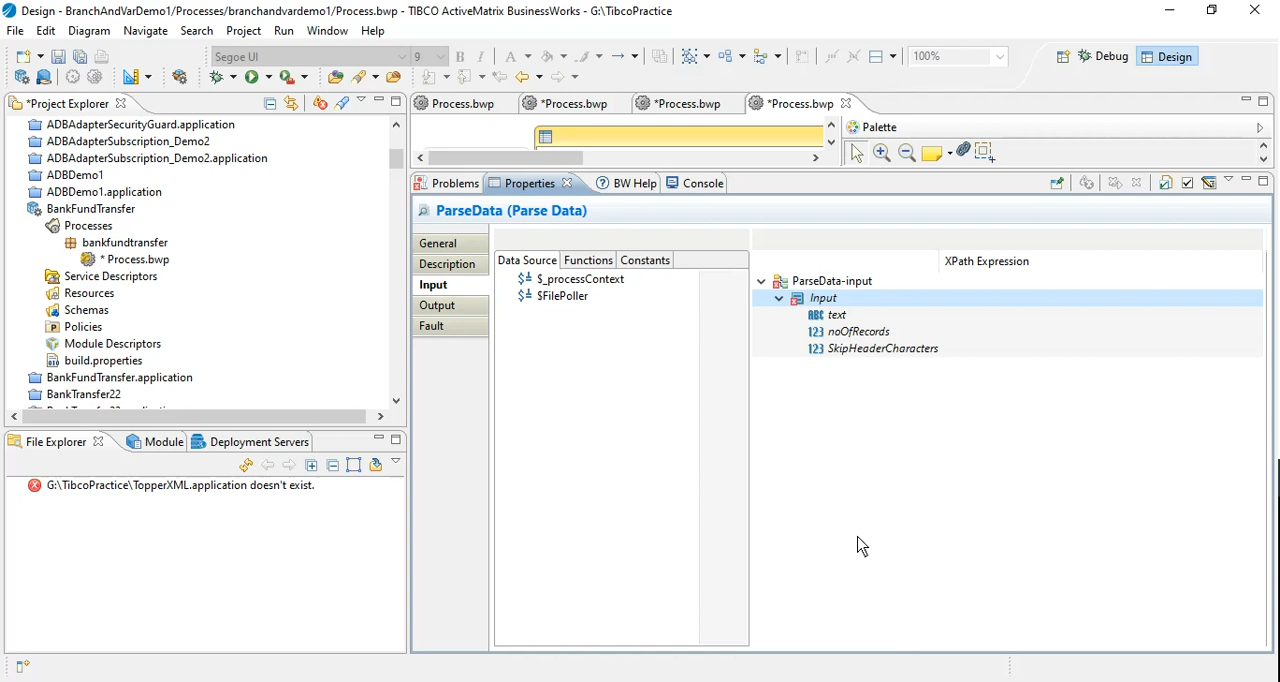 Design - BranchAndVarDemo1/Processes/branchandvardemo1/Process.bwp - TIBCO ActiveMatrix BusinessWorks - G:\TibcoPractice
File Edit Diagram Navigate Search Project Run Window Help
Segoe UI 9 B I A 100% Debug Design
*Project Explorer
ADBAdapterSecurityGuard.application
ADBAdapterSubscription_Demo2
ADBAdapterSubscription_Demo2.application
ADBDemo1
ADBDemo1.application
BankFundTransfer
Processes
bankfundtransfer
* Process.bwp
Service Descriptors
Resources
Schemas
Policies
Module Descriptors
build.properties
BankFundTransfer.application
BankTransfer22
File Explorer Module Deployment Servers
G:\TibcoPractice\TopperXML.application doesn't exist.
Process.bwp *Process.bwp *Process.bwp *Process.bwp
Palette
Problems Properties BW Help Console
ParseData (Parse Data)
General
Description
Input
Output
Fault
Data Source Functions Constants
$_processContext
$FilePoller
XPath Expression
ParseData-input
Input
ABC text
123 noOfRecords
123 SkipHeaderCharacters